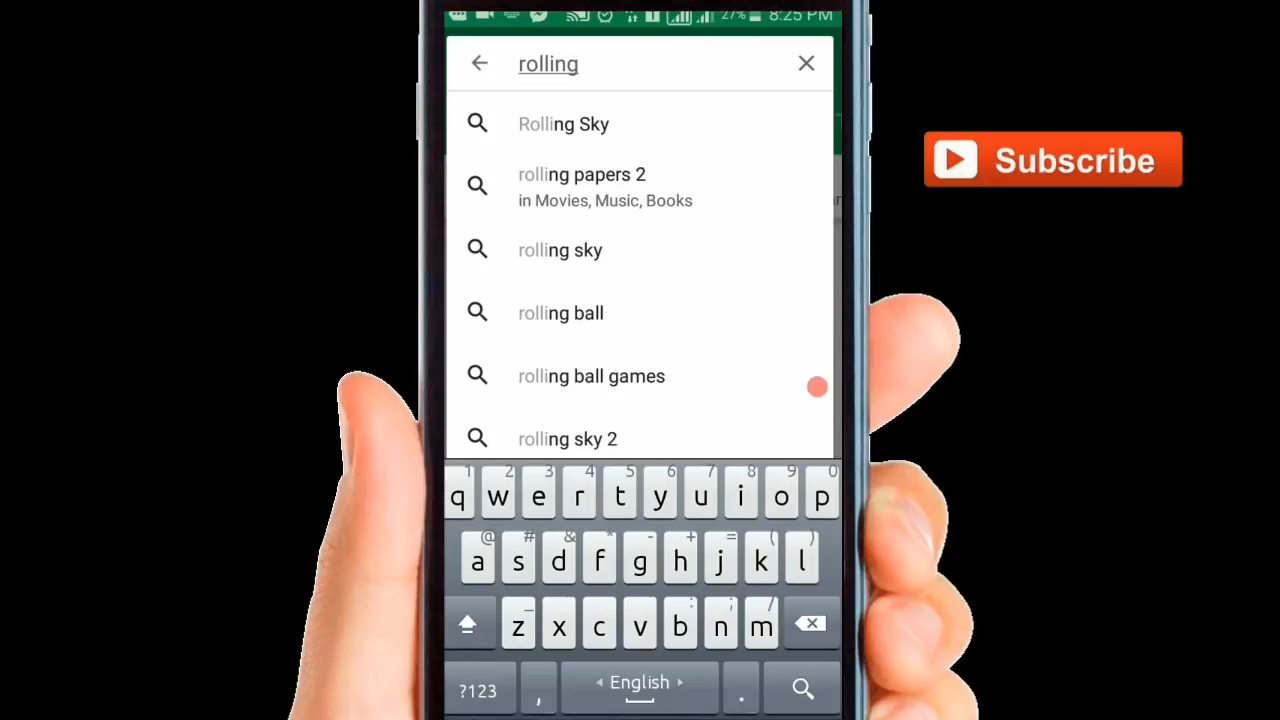 27% 8:25 PM
rolling
Rolling Sky
rolling papers 2
in Movies, Music, Books
rolling sky
rolling ball
rolling ball games
rolling sky 2
Subscribe
1 2 3 4 5 6 7 8 9 0
q w e r t y u i o p
@ # & * - + = ( )
a s d f g h j k l
_ : ; /
z x c v b n m
?123 , English .